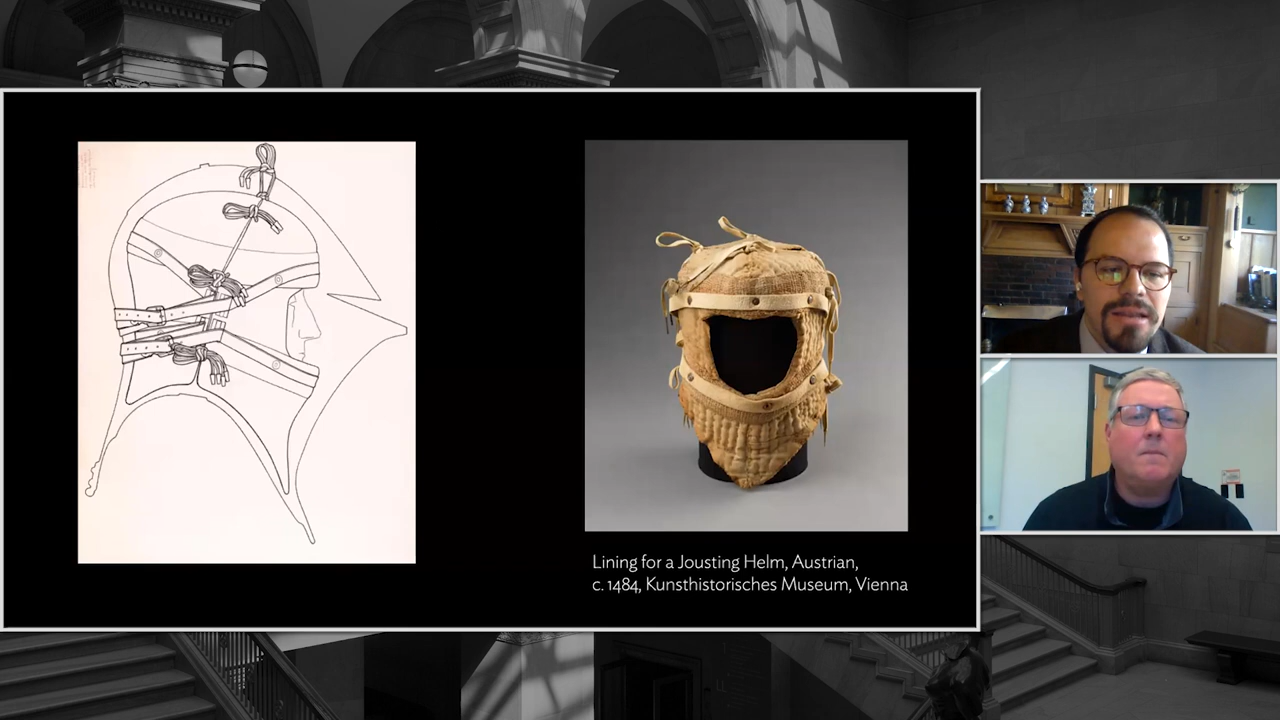 Lining for a Jousting Helm, Austrian,
c. 1484, Kunsthistorisches Museum, Vienna